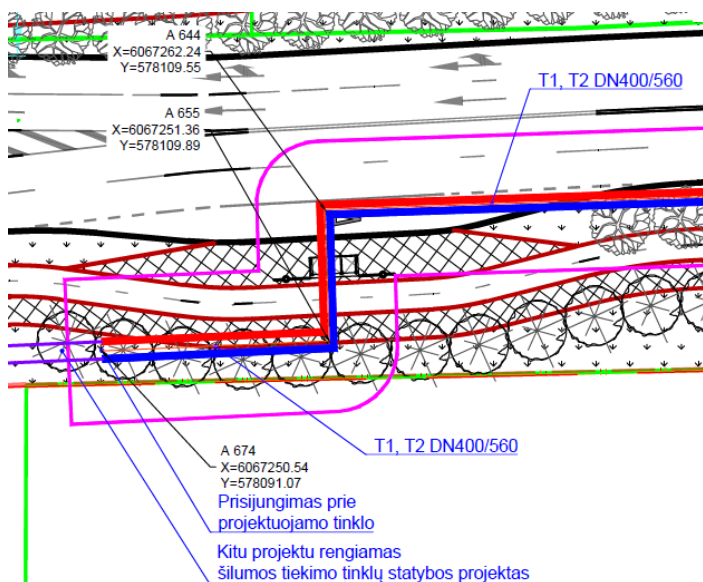 A 644
X=6067262.24
Y=578109.55
T1, T2 DN400/560
A 655
X=6067251.36
Y=578109.89
A 674
X=6067250.54
Y=578091.07
T1, T2 DN400/560
Prisijungimas prie
projektuojamo tinklo
Kitu projektu rengiamas
šilumos tiekimo tinklų statybos projektas